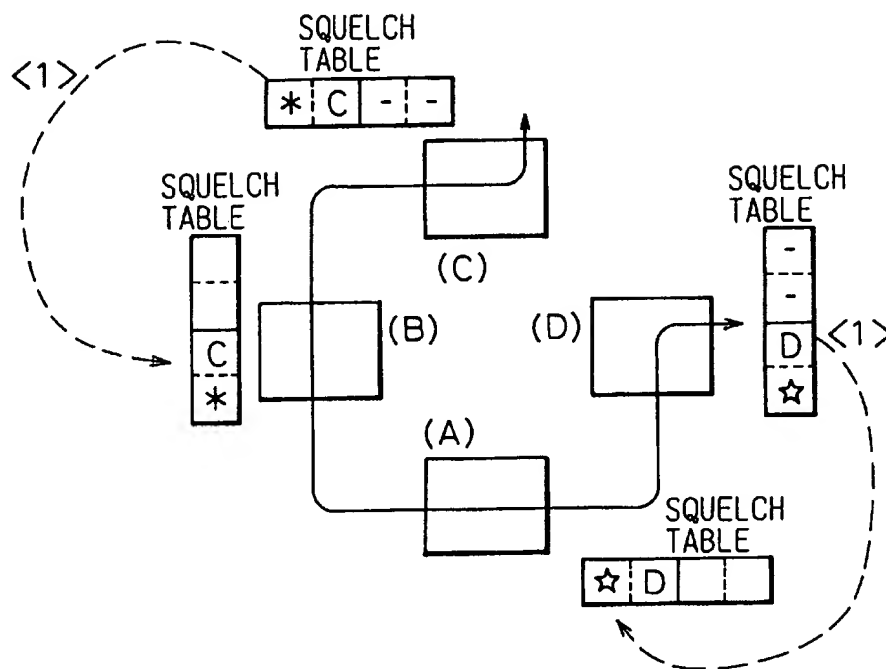 SQUELCH
TABLE
<1>
* C - -
SQUELCH
TABLE
C
*
(C)
(B)
(A)
(D)
SQUELCH
TABLE
-
-
D
☆
<1>
SQUELCH
TABLE
☆ D